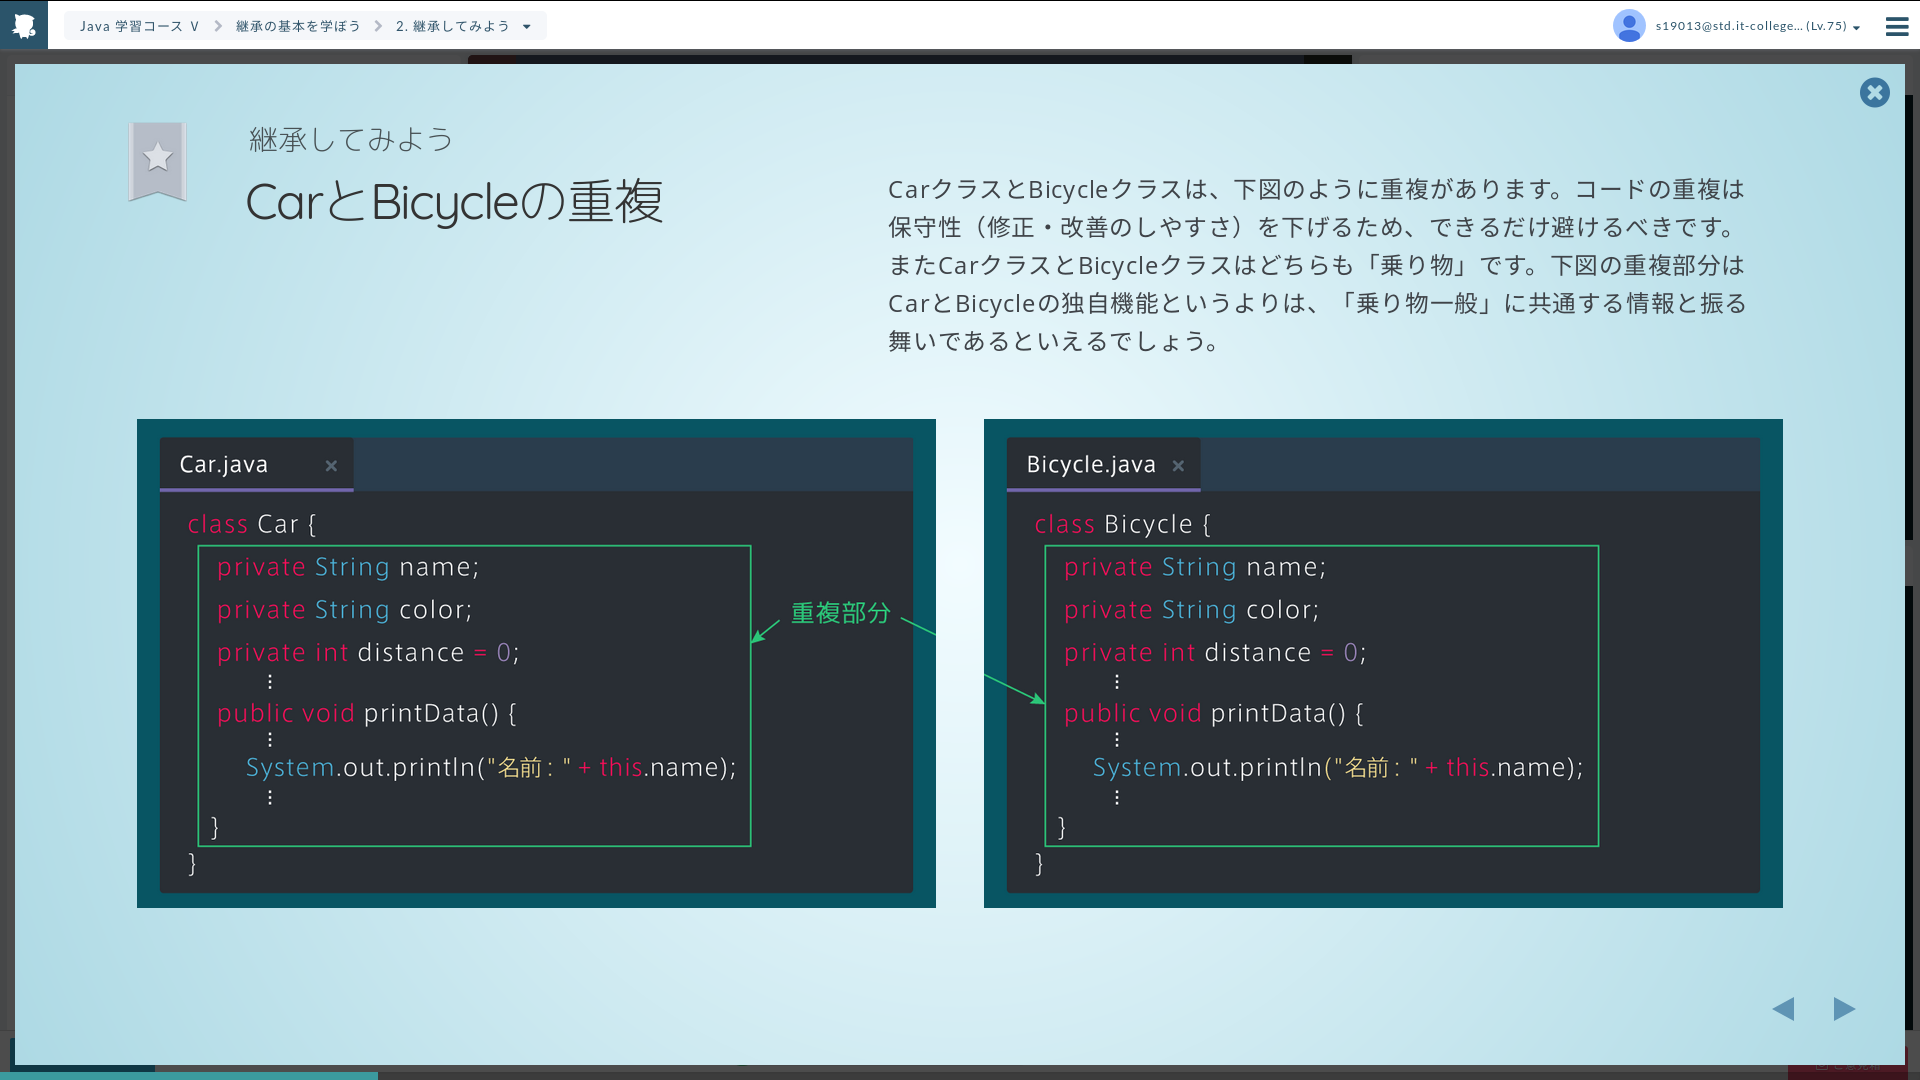 Java 学習コース Ⅴ
継承の基本を学ぼう
2. 継承してみよう
s19013@std.it-college... (Lv.75)
継承してみよう
CarとBicycleの重複
CarクラスとBicycleクラスは、下図のように重複があります。コードの重複は
保守性（修正・改善のしやすさ）を下げるため、できるだけ避けるべきです。
またCarクラスとBicycleクラスはどちらも「乗り物」です。下図の重複部分は
CarとBicycleの独自機能というよりは、「乗り物一般」に共通する情報と振る
舞いであるといえるでしょう。
Car.java
class Car {
private String name;
private String color;
private int distance = 0;
⋮
public void printData() {
⋮
System.out.println("名前 : " + this.name);
⋮
}
}
重複部分
Bicycle.java
class Bicycle {
private String name;
private String color;
private int distance = 0;
⋮
public void printData() {
⋮
System.out.println("名前 : " + this.name);
⋮
}
}